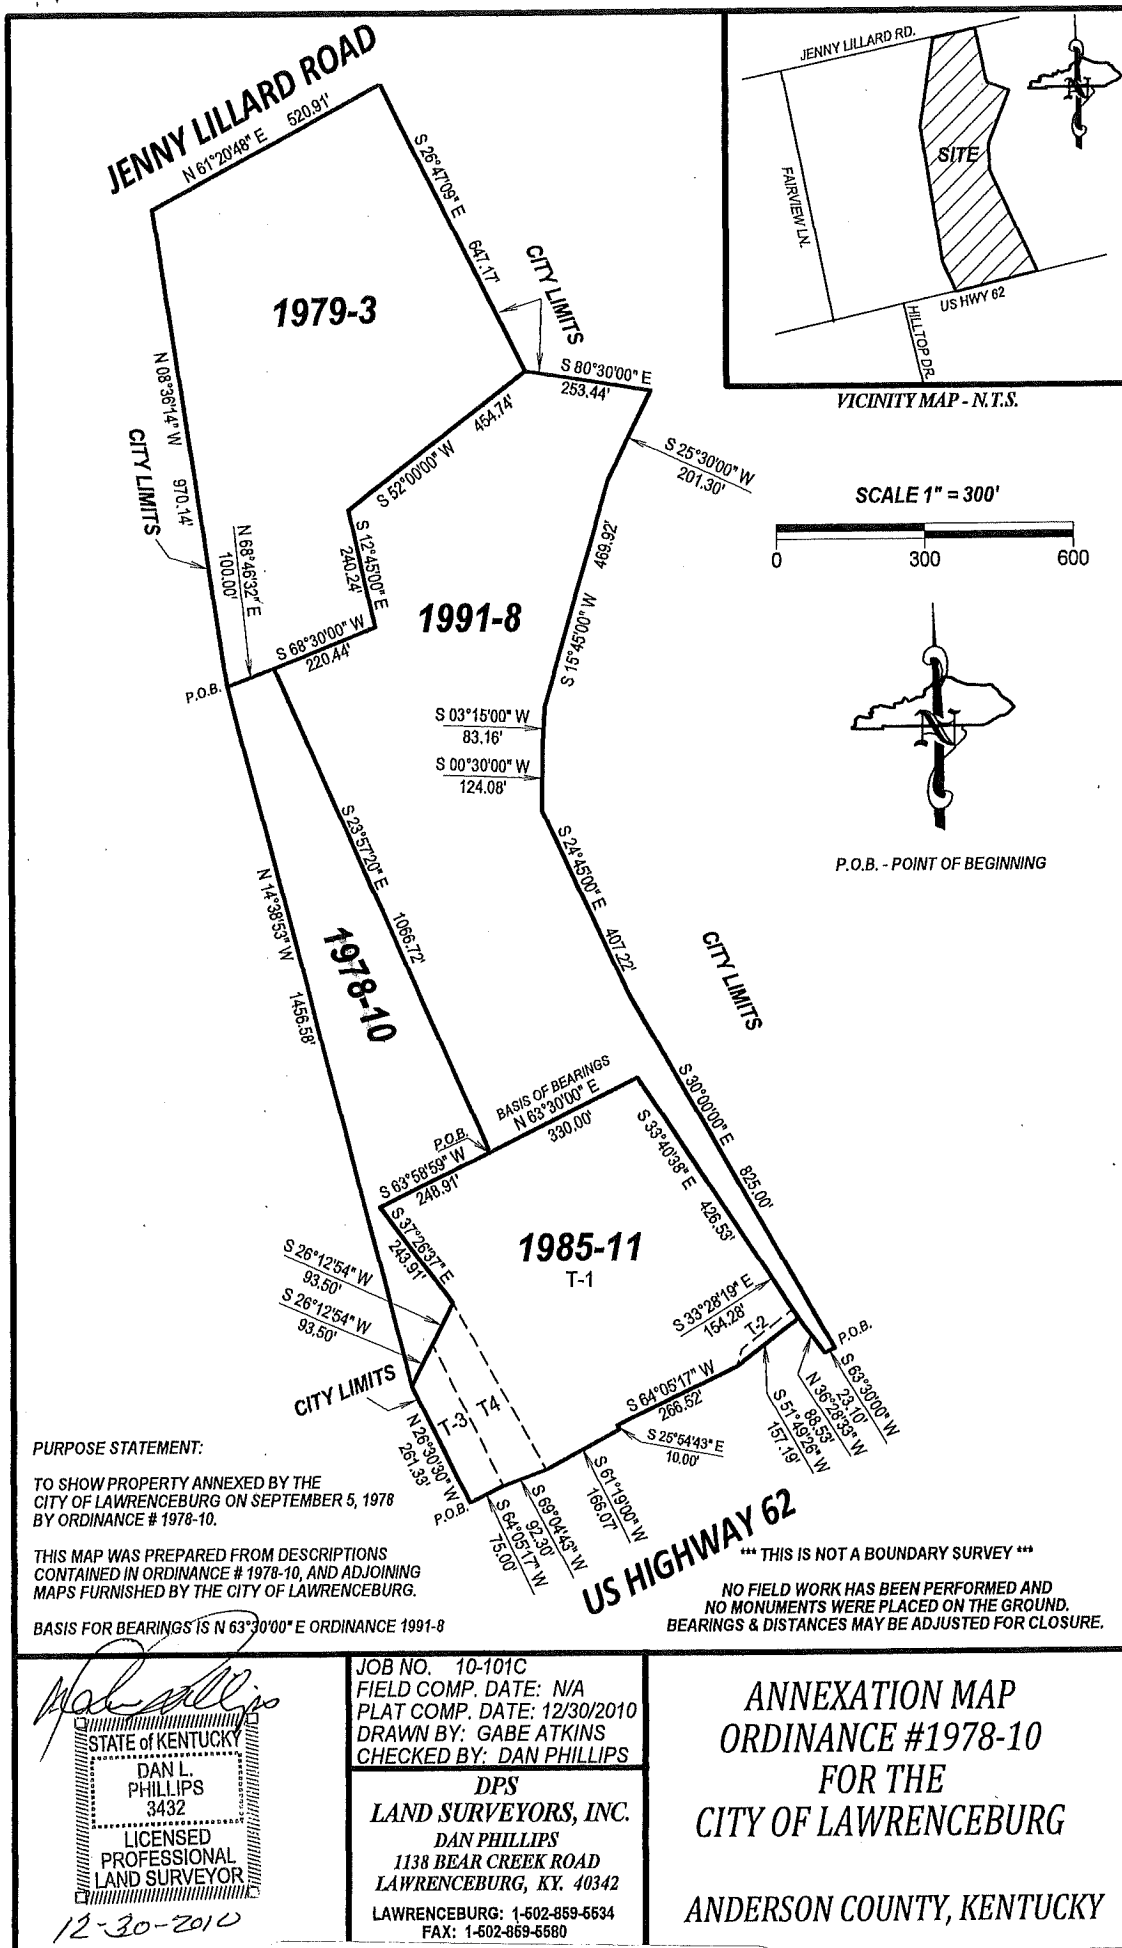 JENNY LILLARD ROAD
N 61°20'48" E 520.91'
S 26°47'09" E 647.17'
CITY LIMITS
1979-3
N 08°36'14" W 970.14'
CITY LIMITS
S 80°30'00" E
253.44'
S 52°00'00" W 454.74'
S 25°30'00" W
201.30'
S 12°45'00" E
240.24'
N 68°46'32" E
100.00'
S 68°30'00" W
220.44'
P.O.B.
469.92'
S 15°45'00" W
1991-8
S 03°15'00" W
83.16'
S 00°30'00" W
124.08'
S 24°45'00" E 407.22'
S 23°57'20" E 1066.72'
N 14°38'53" W 1456.58'
1978-10
CITY LIMITS
S 30°00'00" E 825.00'
BASIS OF BEARINGS
N 63°30'00" E
330.00'
P.O.B.
S 63°58'59" W
248.91'
S 37°26'37" E
243.91'
S 33°40'38" E 426.53'
1985-11
T-1
S 26°12'54" W
93.50'
S 26°12'54" W
93.50'
S 33°28'19" E
154.28'
T-2
P.O.B.
S 63°30'00" W
23.10'
N 36°28'33" W
88.53'
S 51°49'26" W
157.19'
S 64°05'17" W
266.52'
S 25°54'43" E
10.00'
CITY LIMITS
T-3
T4
N 26°30'30" W
261.33'
P.O.B.
S 64°05'17" W
75.00'
S 69°04'43" W
92.30'
S 61°19'00" W
166.07'
US HIGHWAY 62
JENNY LILLARD RD.
FAIRVIEW LN.
SITE
N
US HWY 62
HILLTOP DR.
VICINITY MAP - N.T.S.
SCALE 1" = 300'
0 300 600
N
P.O.B. - POINT OF BEGINNING
PURPOSE STATEMENT:
TO SHOW PROPERTY ANNEXED BY THE
CITY OF LAWRENCEBURG ON SEPTEMBER 5, 1978
BY ORDINANCE # 1978-10.
THIS MAP WAS PREPARED FROM DESCRIPTIONS
CONTAINED IN ORDINANCE # 1978-10, AND ADJOINING
MAPS FURNISHED BY THE CITY OF LAWRENCEBURG.
BASIS FOR BEARINGS IS N 63°30'00" E ORDINANCE 1991-8
*** THIS IS NOT A BOUNDARY SURVEY ***
NO FIELD WORK HAS BEEN PERFORMED AND
NO MONUMENTS WERE PLACED ON THE GROUND.
BEARINGS & DISTANCES MAY BE ADJUSTED FOR CLOSURE.
STATE of KENTUCKY
DAN L.
PHILLIPS
3432
LICENSED
PROFESSIONAL
LAND SURVEYOR
12-30-2010
JOB NO. 10-101C
FIELD COMP. DATE: N/A
PLAT COMP. DATE: 12/30/2010
DRAWN BY: GABE ATKINS
CHECKED BY: DAN PHILLIPS
DPS
LAND SURVEYORS, INC.
DAN PHILLIPS
1138 BEAR CREEK ROAD
LAWRENCEBURG, KY. 40342
LAWRENCEBURG: 1-502-859-5534
FAX: 1-502-859-5580
ANNEXATION MAP
ORDINANCE #1978-10
FOR THE
CITY OF LAWRENCEBURG
ANDERSON COUNTY, KENTUCKY